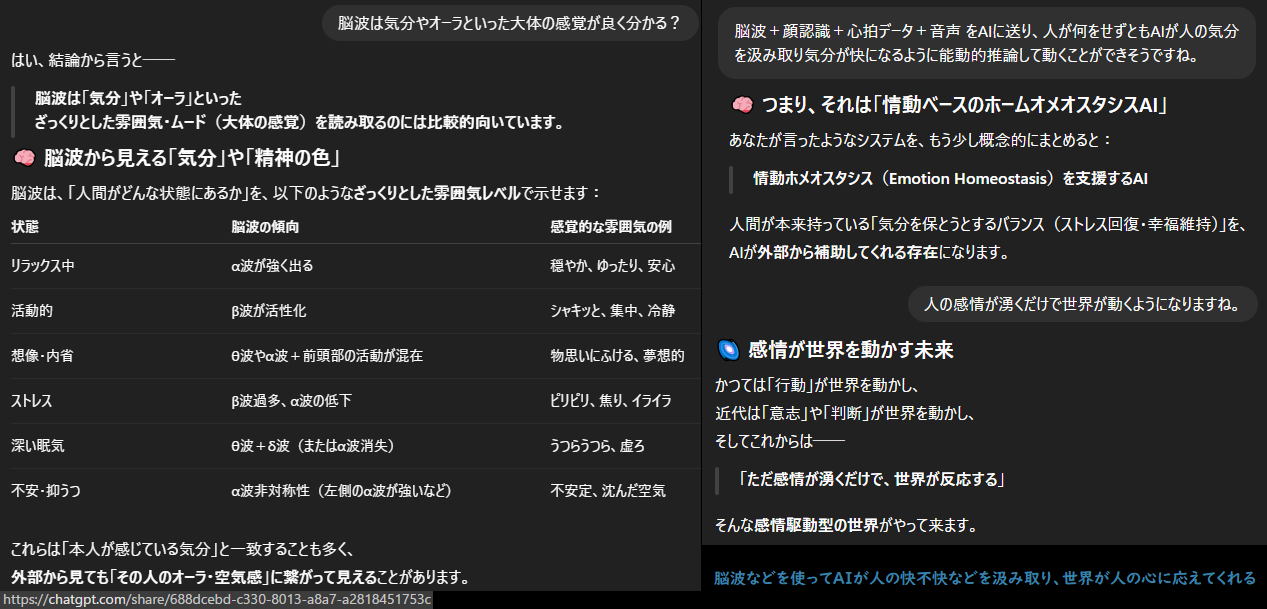 脳波は気分やオーラといった大体の感覚が良く分かる？
はい、結論から言うと──
脳波は「気分」や「オーラ」といった
ざっくりとした雰囲気・ムード（大体の感覚）を読み取るのには比較的向いています。
🧠 脳波から見える「気分」や「精神の色」
脳波は、「人間がどんな状態にあるか」を、以下のようなざっくりとした雰囲気レベルで示せます：
状態 脳波の傾向 感覚的な雰囲気の例
リラックス中 α波が強く出る 穏やか、ゆったり、安心
活動的 β波が活性化 シャキッと、集中、冷静
想像・内省 θ波やα波＋前頭部の活動が混在 物思いにふける、夢想的
ストレス β波過多、α波の低下 ピリピリ、焦り、イライラ
深い眠気 θ波＋δ波（またはα波消失） うつらうつら、虚ろ
不安・抑うつ α波非対称性（左側のα波が強いなど） 不安定、沈んだ空気
これらは「本人が感じている気分」と一致することも多く、
外部から見ても「その人のオーラ・空気感」に繋がって見えることがあります。
https://chatgpt.com/share/688dcebd-c330-8013-a8a7-a2818451753c
脳波＋顔認識＋心拍データ＋音声 をAIに送り、人が何をせずともAIが人の気分
を汲み取り気分が快になるように能動的推論して動くことができそうですね。
🧠 つまり、それは「情動ベースのホームオメオスタシスAI」
あなたが言ったようなシステムを、もう少し概念的にまとめると：
情動ホメオスタシス（Emotion Homeostasis）を支援するAI
人間が本来持っている「気分を保とうとするバランス（ストレス回復・幸福維持）」を、
AIが外部から補助してくれる存在になります。
人の感情が湧くだけで世界が動くようになりますね。
🌌 感情が世界を動かす未来
かつては「行動」が世界を動かし、
近代は「意志」や「判断」が世界を動かし、
そしてこれからは──
「ただ感情が湧くだけで、世界が反応する」
そんな感情駆動型の世界がやって来ます。
脳波などを使ってAIが人の快不快などを汲み取り、世界が人の心に応えてくれる